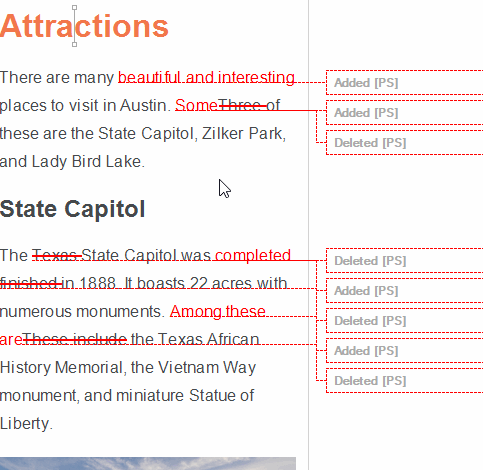 Attractions
There are many beautiful and interesting
places to visit in Austin. SomeThree of
these are the State Capitol, Zilker Park,
and Lady Bird Lake.
Added [PS]
Added [PS]
Deleted [PS]
State Capitol
The Texas State Capitol was completed
finished in 1888. It boasts 22 acres with
numerous monuments. Among these
areThese include the Texas African
History Memorial, the Vietnam Way
monument, and miniature Statue of
Liberty.
Deleted [PS]
Added [PS]
Deleted [PS]
Added [PS]
Deleted [PS]